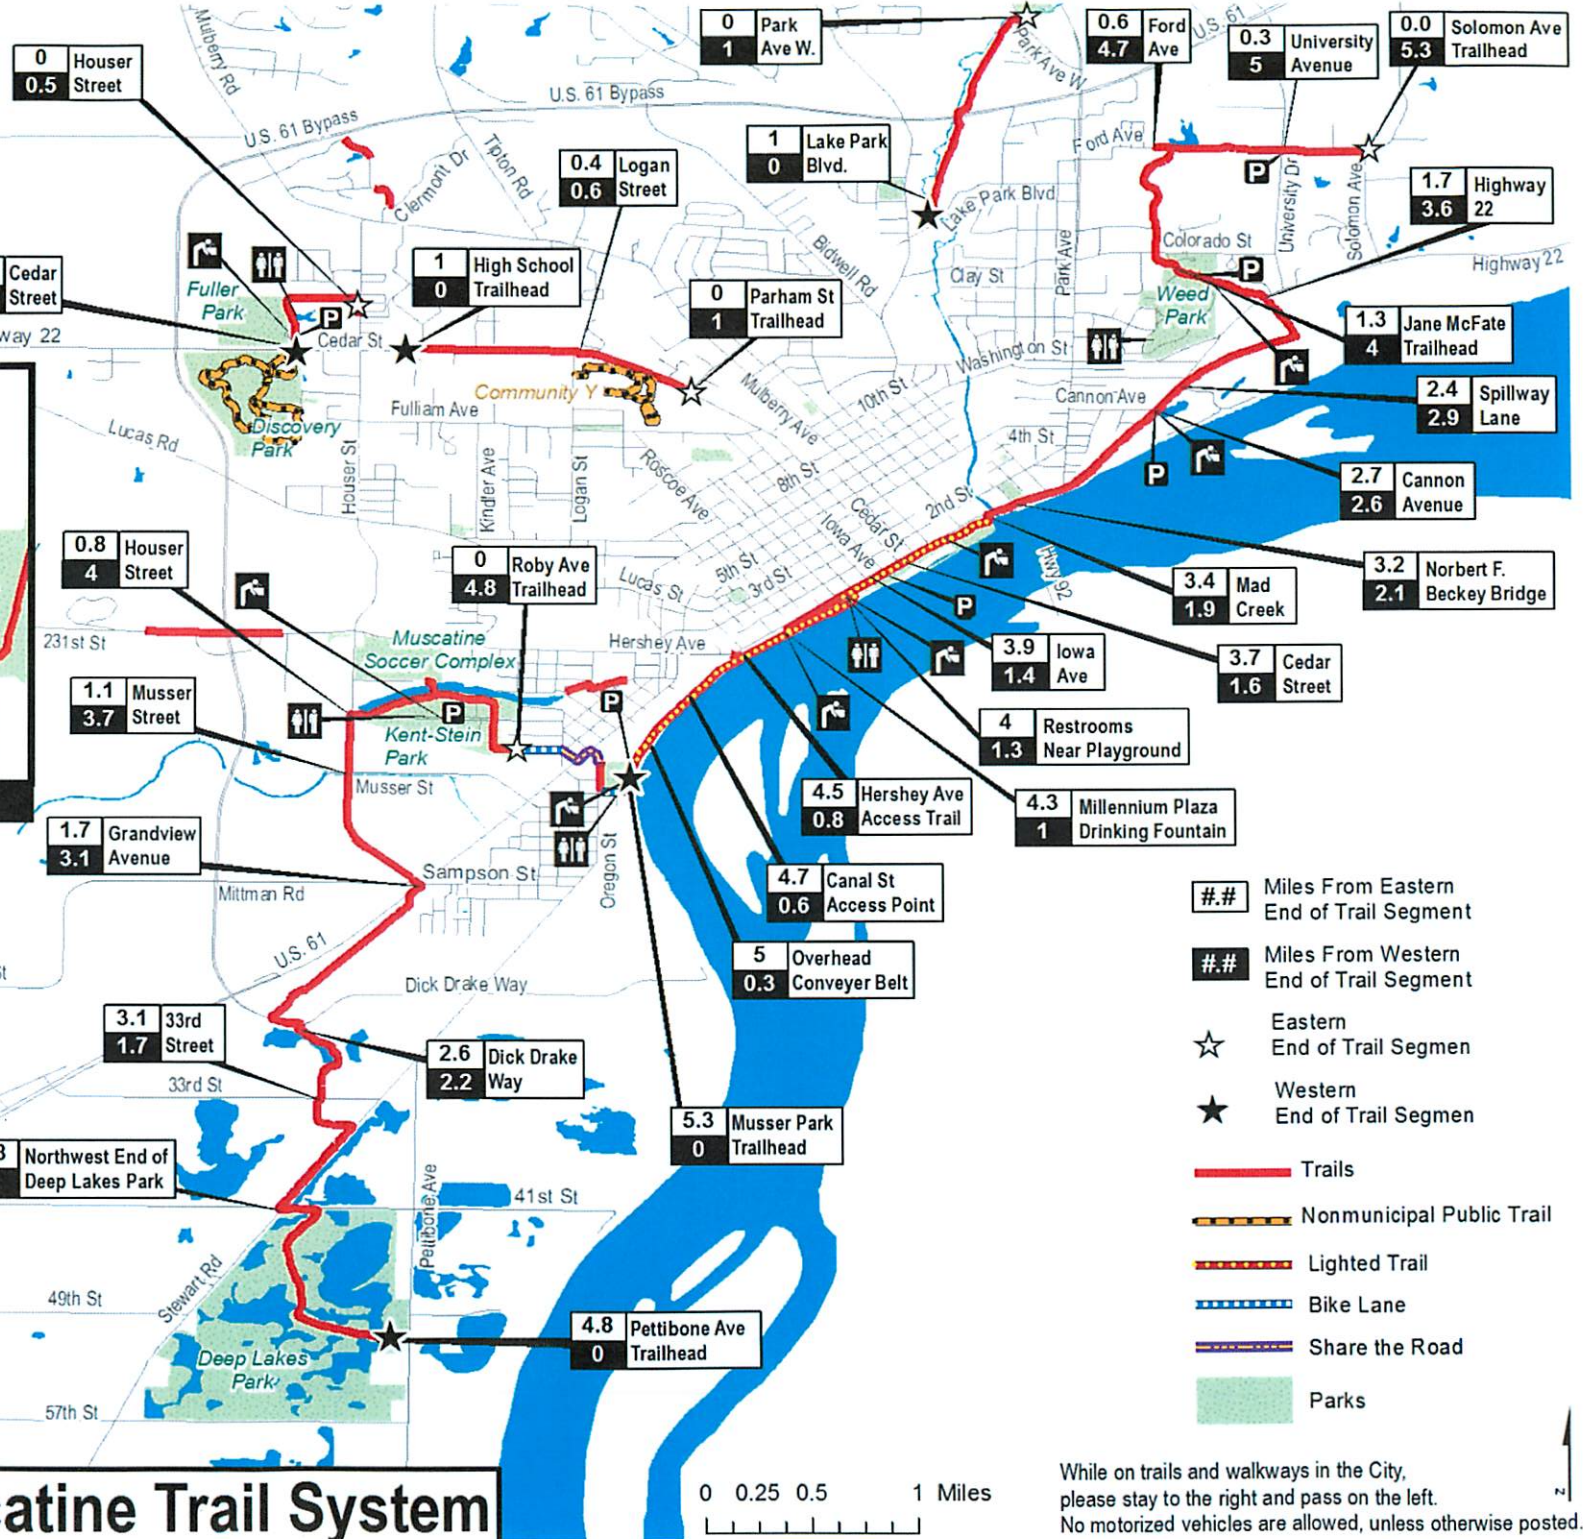 0 Houser
0.5 Street
0 Park
1 Ave W.
0.6 Ford
4.7 Ave
0.3 University
5 Avenue
0.0 Solomon Ave
5.3 Trailhead
U.S. 61
Mulberry Rd
U.S. 61 Bypass
U.S. 61 Bypass
Park Ave W
Tipton Rd
Clermont Dr
0.4 Logan
0.6 Street
1 Lake Park
0 Blvd.
Lake Park Blvd
Ford Ave
P
University Dr
Solomon Ave
1.7 Highway
3.6 22
Highway 22
Colorado St
P
Weed
Park
Park Ave
Clay St
Bidwell Rd
Cedar
Street
Fuller
Park
P
Cedar St
way 22
1 High School
0 Trailhead
0 Parham St
1 Trailhead
Washington St
1.3 Jane McFate
4 Trailhead
2.4 Spillway
2.9 Lane
Community Y
Fulliam Ave
Mulberry Ave
10th St
Cannon Ave
4th St
Discovery
Park
Lucas Rd
Houser St
Kindler Ave
Logan St
Roscoe Ave
8th St
P
2.7 Cannon
2.6 Avenue
Cedar St
2nd St
Iowa Ave
5th St
3rd St
Lucas St
Hwy 92
0.8 Houser
4 Street
0 Roby Ave
4.8 Trailhead
3.2 Norbert F.
2.1 Beckey Bridge
3.4 Mad
1.9 Creek
P
3.9 Iowa
1.4 Ave
3.7 Cedar
1.6 Street
231st St
Muscatine
Soccer Complex
Hershey Ave
1.1 Musser
3.7 Street
P
P
Kent-Stein
Park
4 Restrooms
1.3 Near Playground
Musser St
4.5 Hershey Ave
0.8 Access Trail
4.3 Millennium Plaza
1 Drinking Fountain
1.7 Grandview
3.1 Avenue
Sampson St
Oregon St
Mittman Rd
4.7 Canal St
0.6 Access Point
U.S. 61
Dick Drake Way
5 Overhead
0.3 Conveyer Belt
3.1 33rd
1.7 Street
2.6 Dick Drake
2.2 Way
33rd St
5.3 Musser Park
0 Trallhead
Northwest End of
Deep Lakes Park
41st St
Pettibone Ave
Stewart Rd
49th St
4.8 Pettibone Ave
0 Trailhead
Deep Lakes
Park
57th St
#.# Miles From Eastern
End of Trail Segment
#.# Miles From Western
End of Trail Segment
Eastern
End of Trail Segmen
Western
End of Trail Segmen
Trails
Nonmunicipal Public Trail
Lighted Trail
Bike Lane
Share the Road
Parks
catine Trail System
0 0.25 0.5 1 Miles
While on trails and walkways in the City,
please stay to the right and pass on the left.
No motorized vehicles are allowed, unless otherwise posted.
z